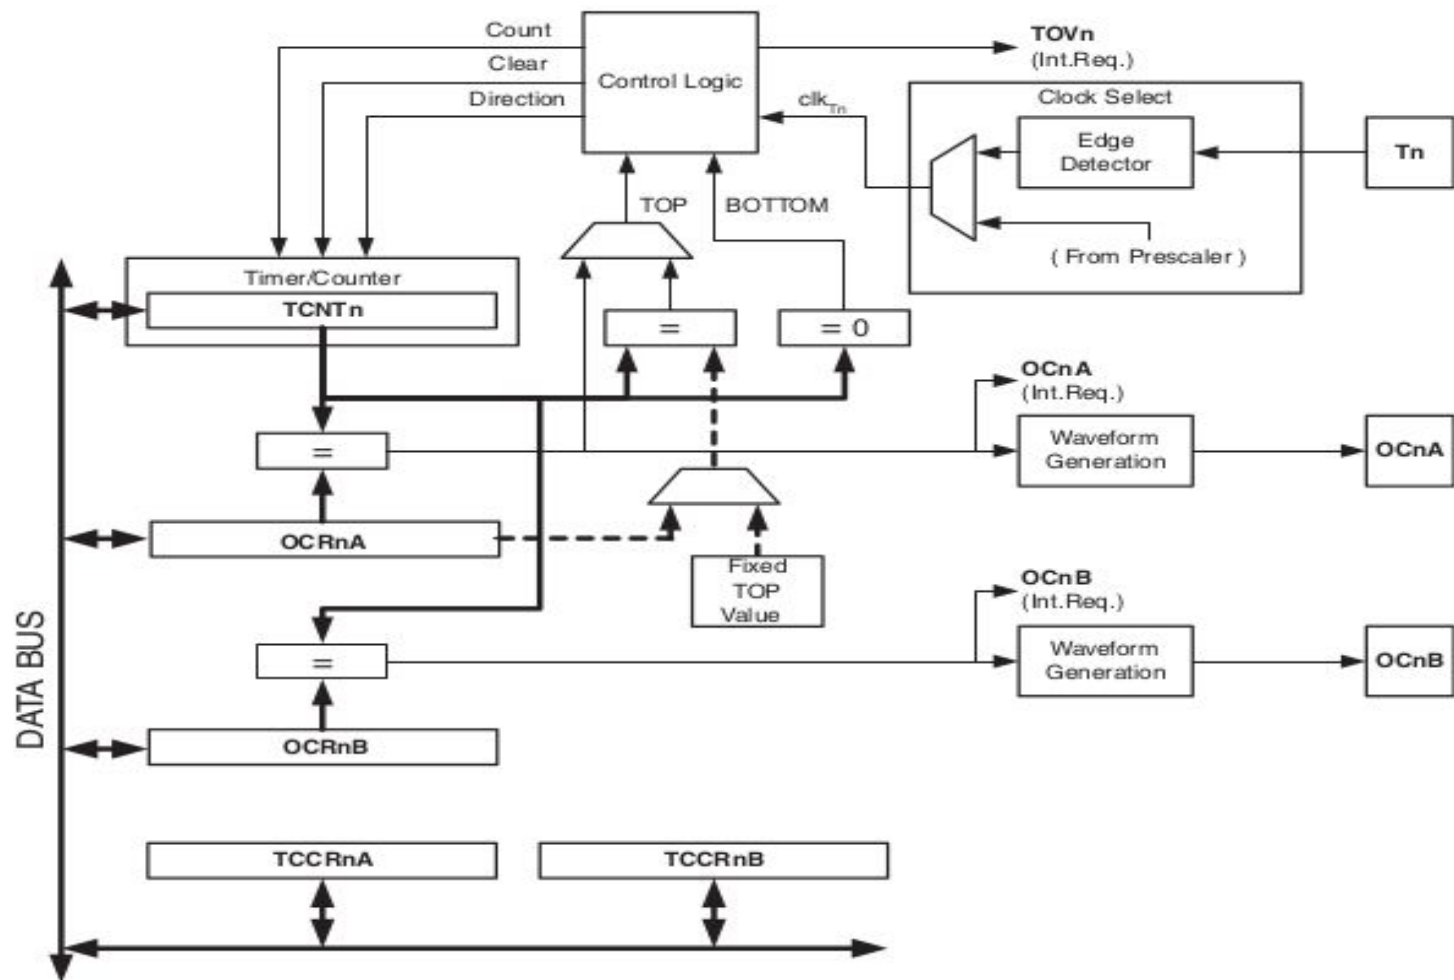 Count
Clear
Direction
Control Logic
TOVn
(Int.Req.)
clkTn
Clock Select
Edge
Detector
Tn
TOP
BOTTOM
( From Prescaler )
Timer/Counter
TCNTn
=
= 0
OCnA
(Int.Req.)
=
Waveform
Generation
OCnA
OCRnA
Fixed
TOP
Value
OCnB
(Int.Req.)
=
Waveform
Generation
OCnB
OCRnB
DATA BUS
TCCRnA
TCCRnB